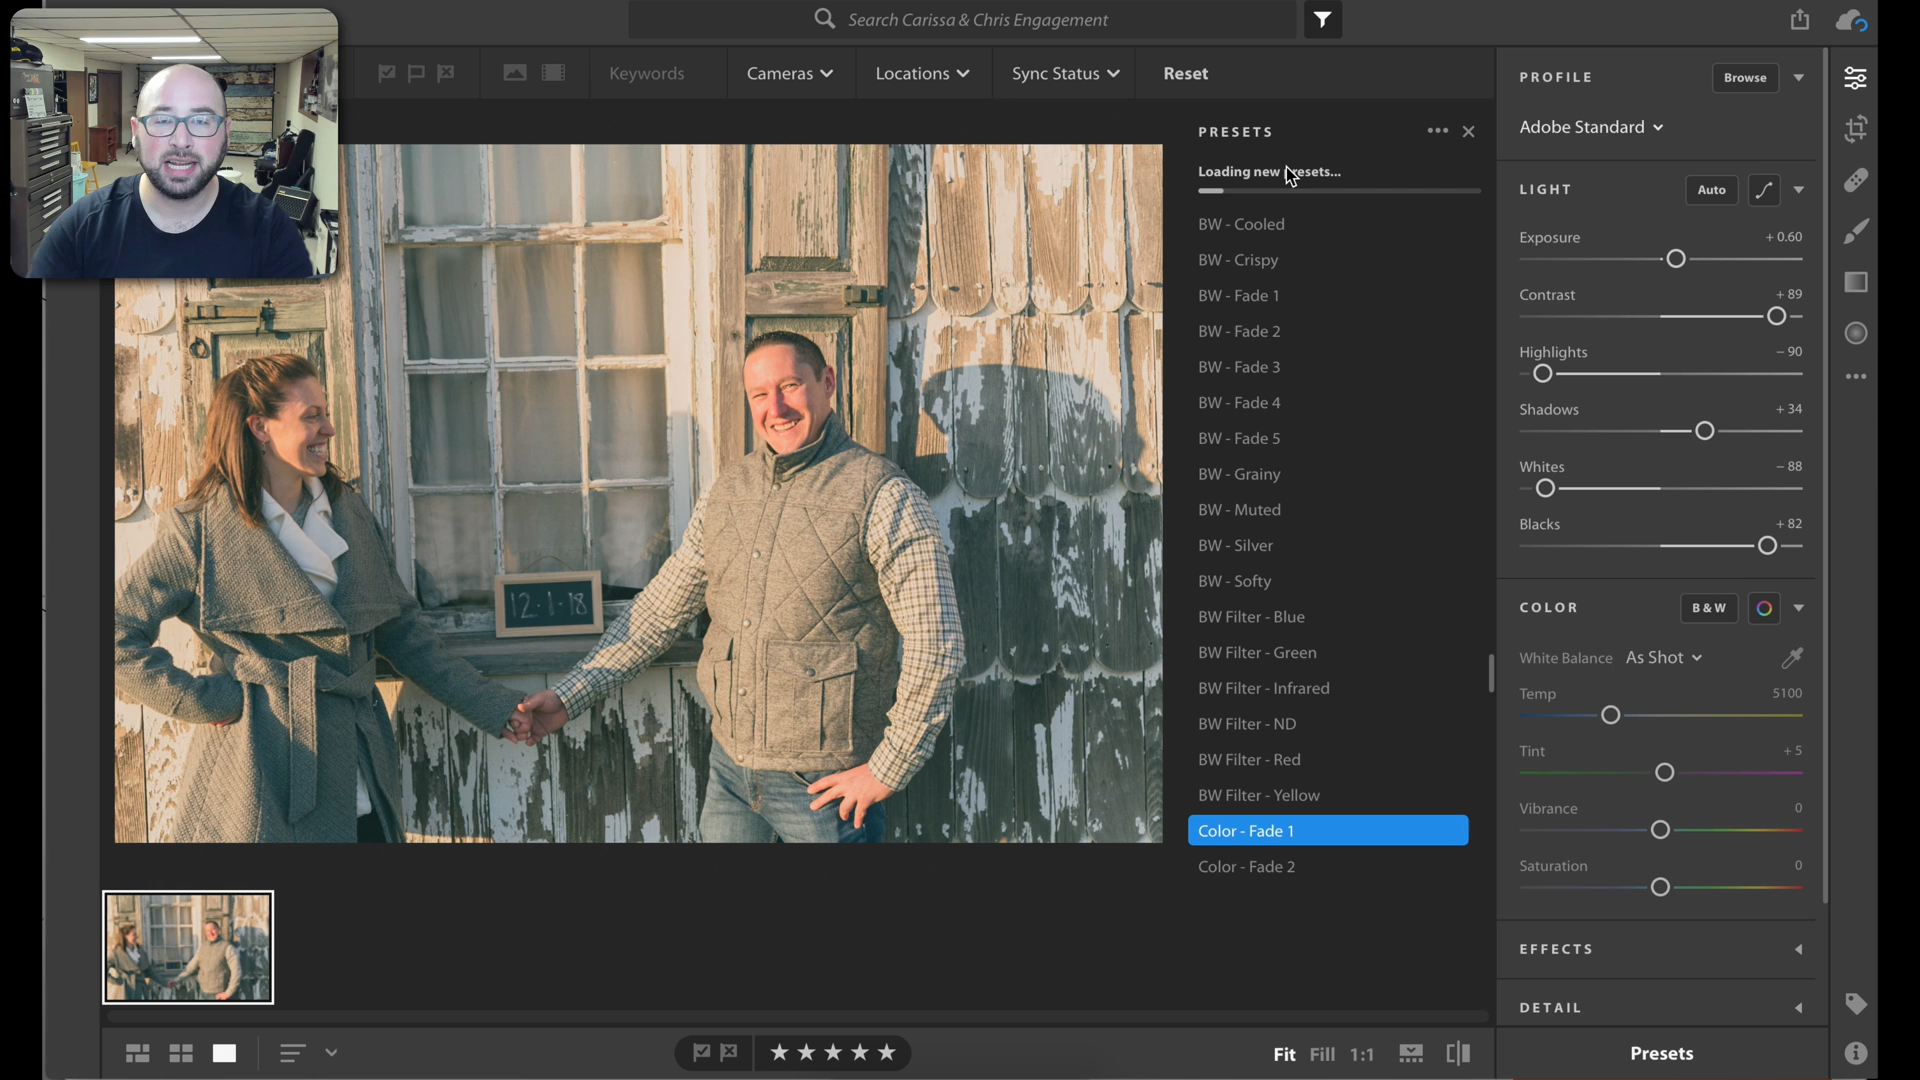 Search Carissa & Chris Engagement
Keywords
Cameras
Locations
Sync Status
Reset
PRESETS
Loading new presets...
BW - Cooled
BW - Crispy
BW - Fade 1
BW - Fade 2
BW - Fade 3
BW - Fade 4
BW - Fade 5
BW - Grainy
BW - Muted
BW - Silver
BW - Softy
BW Filter - Blue
BW Filter - Green
BW Filter - Infrared
BW Filter - ND
BW Filter - Red
BW Filter - Yellow
Color - Fade 1
Color - Fade 2
12-1-18
PROFILE
Browse
Adobe Standard
LIGHT
Auto
Exposure + 0.60
Contrast + 89
Highlights – 90
Shadows + 34
Whites – 88
Blacks + 82
COLOR
B & W
White Balance As Shot
Temp 5100
Tint + 5
Vibrance 0
Saturation 0
EFFECTS
DETAIL
Fit Fill 1:1
Presets